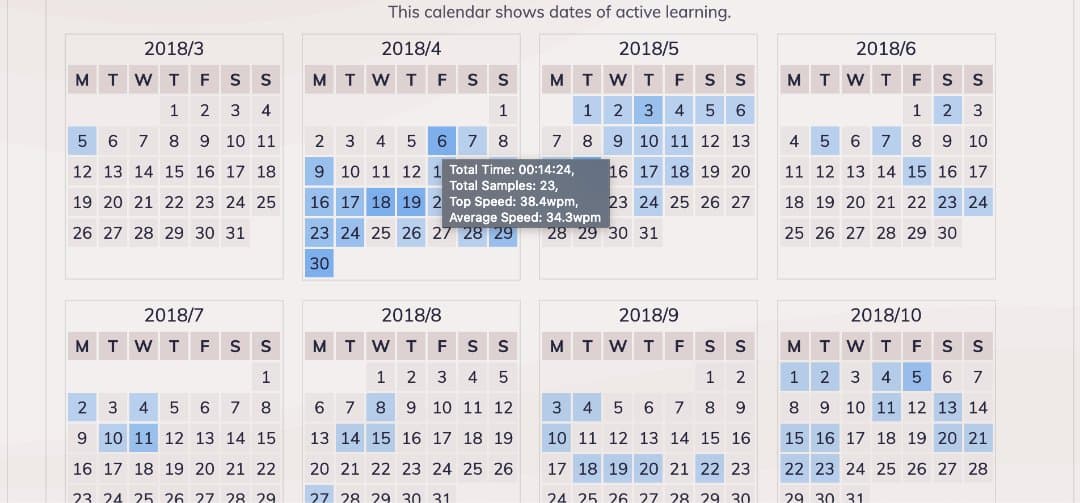 This calendar shows dates of active learning.
2018/3
M T W T F S S
1 2 3 4
5 6 7 8 9 10 11
12 13 14 15 16 17 18
19 20 21 22 23 24 25
26 27 28 29 30 31
2018/4
M T W T F S S
1
2 3 4 5 6 7 8
9 10 11 12
16 17 18 19
23 24 25 26 27 28 29
30
Total Time: 00:14:24,
Total Samples: 23,
Top Speed: 38.4wpm,
Average Speed: 34.3wpm
2018/5
M T W T F S S
1 2 3 4 5 6
7 8 9 10 11 12 13
16 17 18 19 20
23 24 25 26 27
28 29 30 31
2018/6
M T W T F S S
1 2 3
4 5 6 7 8 9 10
11 12 13 14 15 16 17
18 19 20 21 22 23 24
25 26 27 28 29 30
2018/7
M T W T F S S
1
2 3 4 5 6 7 8
9 10 11 12 13 14 15
16 17 18 19 20 21 22
23 24 25 26 27 28 29
2018/8
M T W T F S S
1 2 3 4 5
6 7 8 9 10 11 12
13 14 15 16 17 18 19
20 21 22 23 24 25 26
27 28 29 30 31
2018/9
M T W T F S S
1 2
3 4 5 6 7 8 9
10 11 12 13 14 15 16
17 18 19 20 21 22 23
24 25 26 27 28 29 30
2018/10
M T W T F S S
1 2 3 4 5 6 7
8 9 10 11 12 13 14
15 16 17 18 19 20 21
22 23 24 25 26 27 28
29 30 31